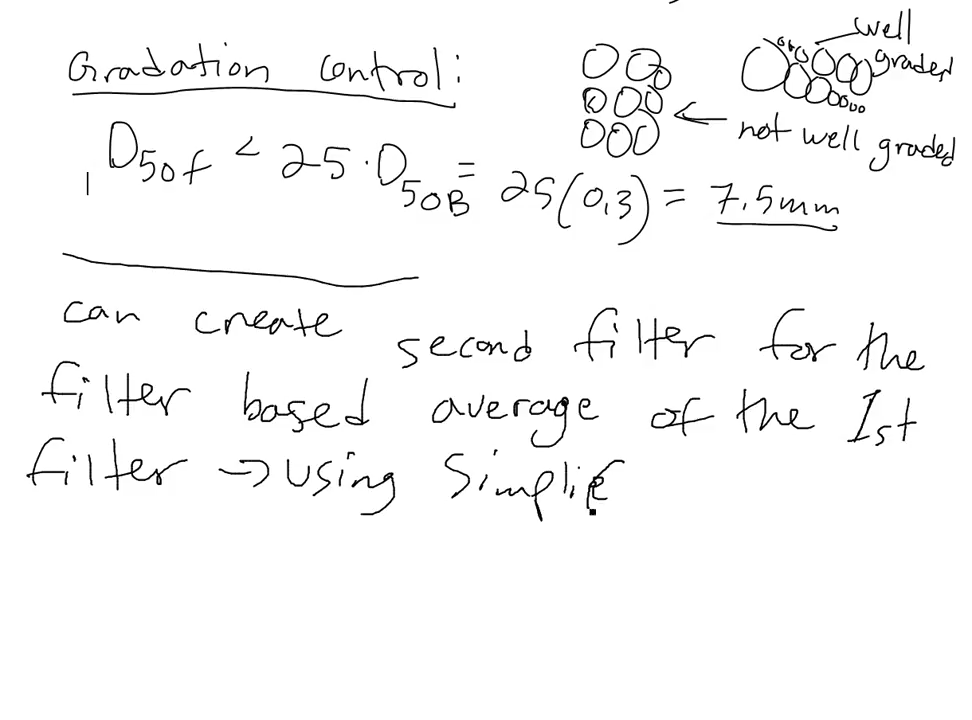 Gradation control:
well
graded
not well graded
D50f < 25·D50B = 25(0.3) = 7.5mm
can create second filter for the
filter based average of the 1st
filter → using Simplif